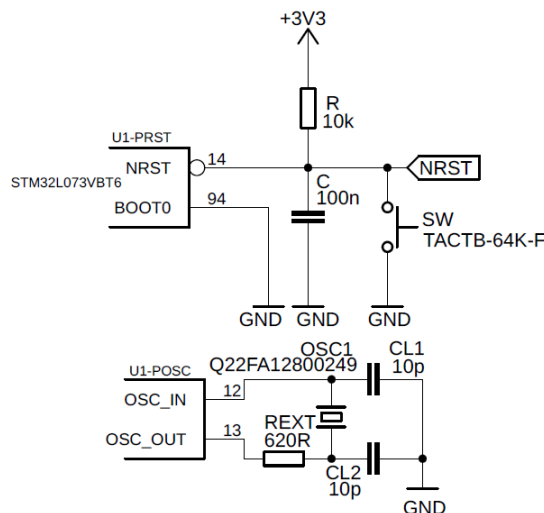 +3V3
R
10k
U1-PRST
NRST
14
NRST
STM32L073VBT6
C
100n
BOOT0
94
SW
TACTB-64K-F
GND
GND
GND
OSC1
CL1
Q22FA12800249
10p
U1-POSC
12
OSC_IN
REXT
13
OSC_OUT
620R
CL2
10p
GND